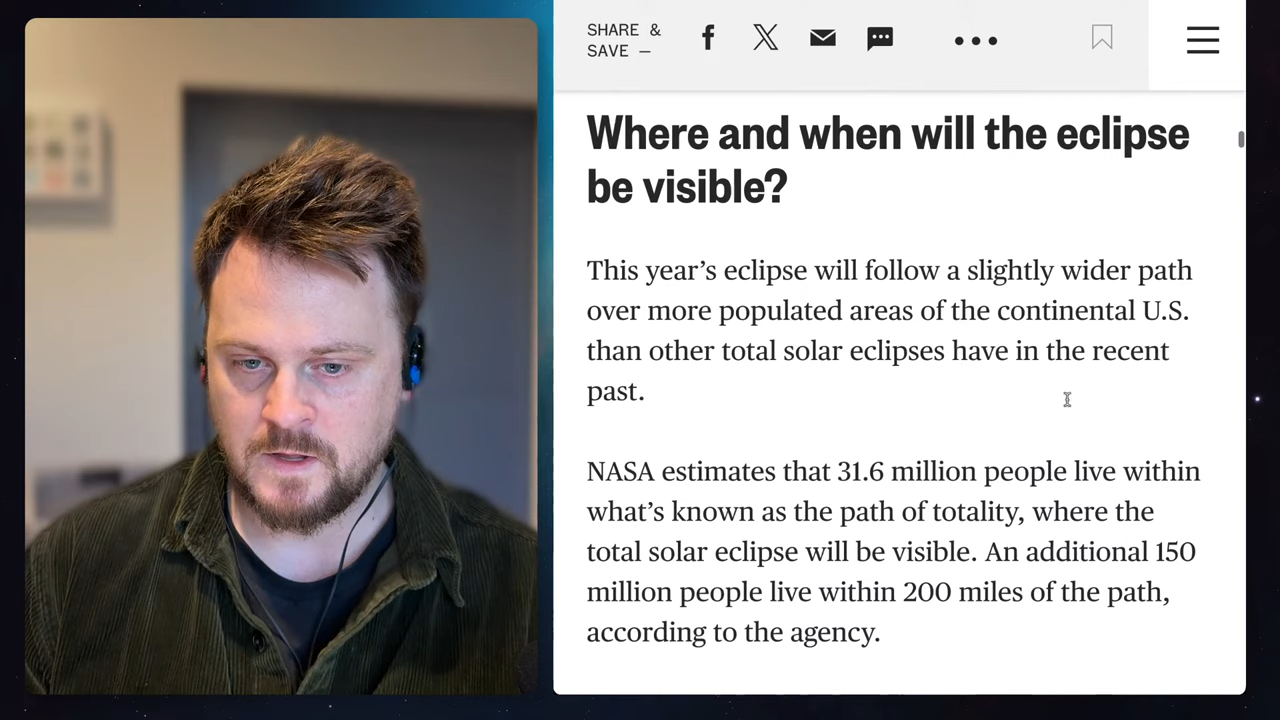 SHARE &
SAVE —
Where and when will the eclipse
be visible?
This year’s eclipse will follow a slightly wider path
over more populated areas of the continental U.S.
than other total solar eclipses have in the recent
past.
NASA estimates that 31.6 million people live within
what’s known as the path of totality, where the
total solar eclipse will be visible. An additional 150
million people live within 200 miles of the path,
according to the agency.